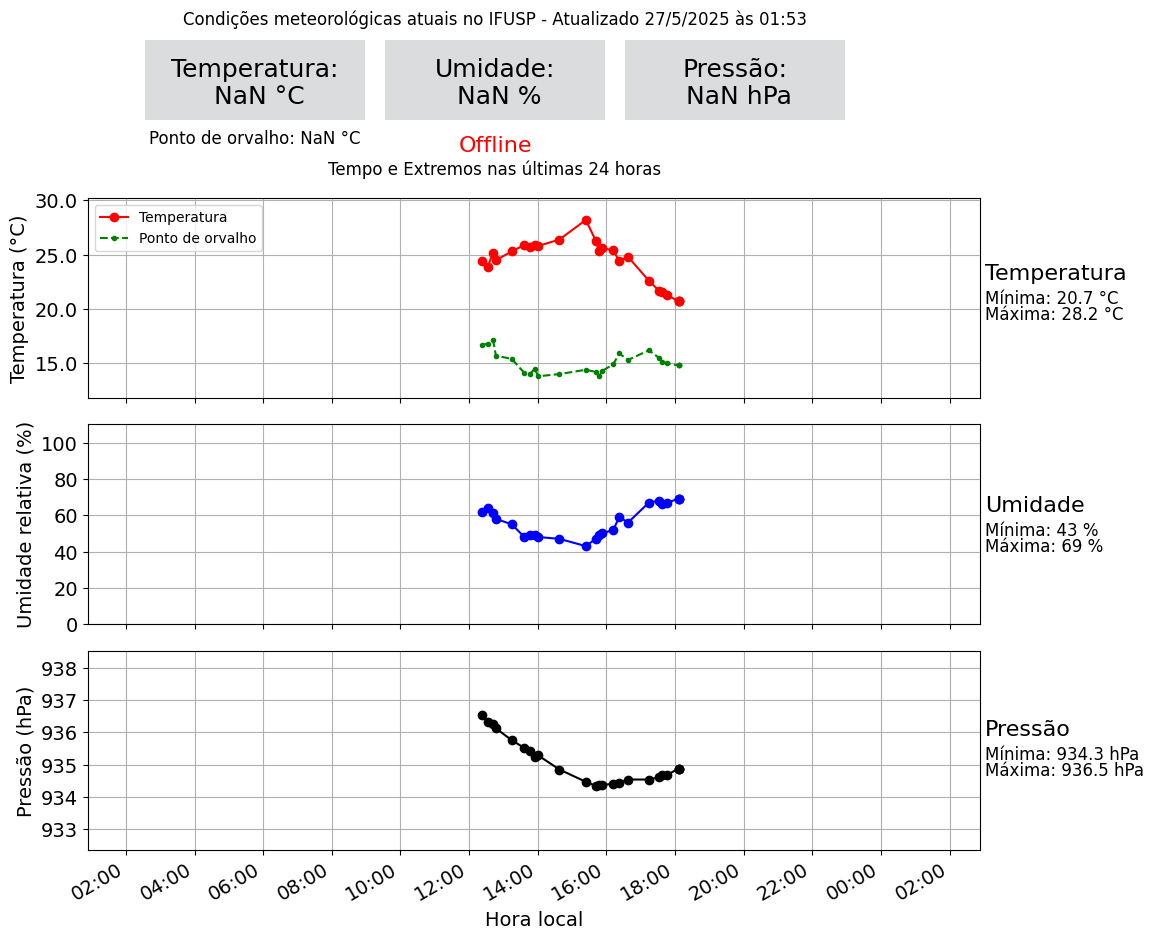 Condições meteorológicas atuais no IFUSP - Atualizado 27/5/2025 às 01:53
Temperatura:
NaN °C
Umidade:
NaN %
Pressão:
NaN hPa
Ponto de orvalho: NaN °C
Offline
Tempo e Extremos nas últimas 24 horas
Temperatura (°C)
30.0
25.0
20.0
15.0
Temperatura
Ponto de orvalho
Temperatura
Mínima: 20.7 °C
Máxima: 28.2 °C
Umidade relativa (%)
100
80
60
40
20
0
Umidade
Mínima: 43 %
Máxima: 69 %
Pressão (hPa)
938
937
936
935
934
933
Pressão
Mínima: 934.3 hPa
Máxima: 936.5 hPa
02:00 04:00 06:00 08:00 10:00 12:00 14:00 16:00 18:00 20:00 22:00 00:00 02:00
Hora local